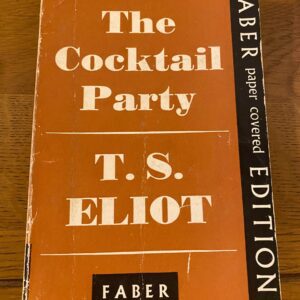 The
Cocktail
Party
T. S.
ELIOT
FABER
FABER paper covered EDITION